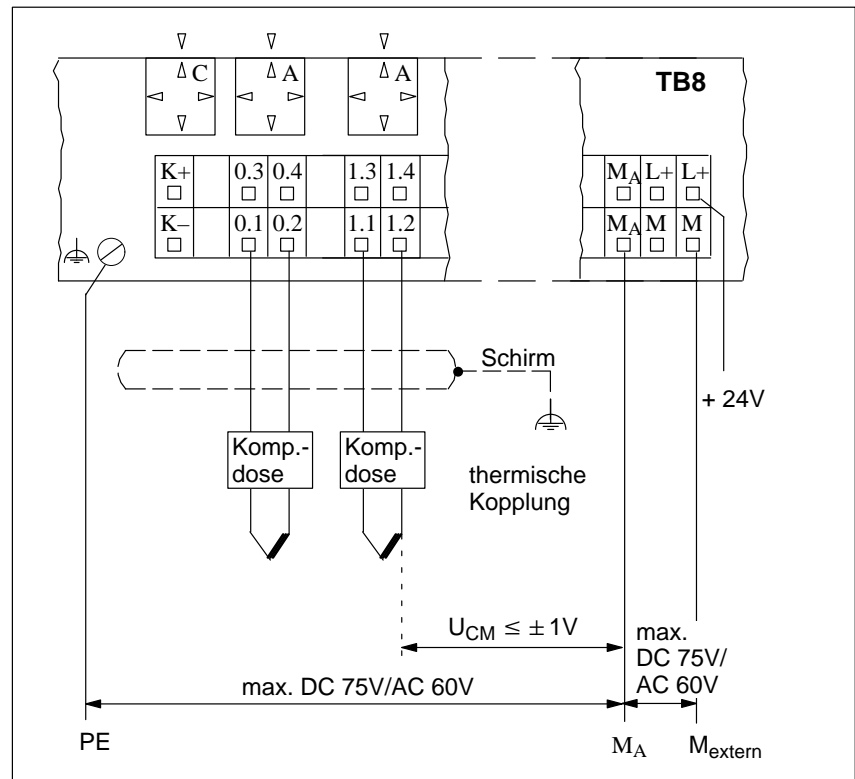 C A A TB8
K+ 0.3 0.4 1.3 1.4 MA L+ L+
K– 0.1 0.2 1.1 1.2 MA M M
Schirm
+ 24V
Komp.-
dose
Komp.-
dose
thermische
Kopplung
UCM ≤ ± 1V
max.
DC 75V/
AC 60V
max. DC 75V/AC 60V
PE MA Mextern